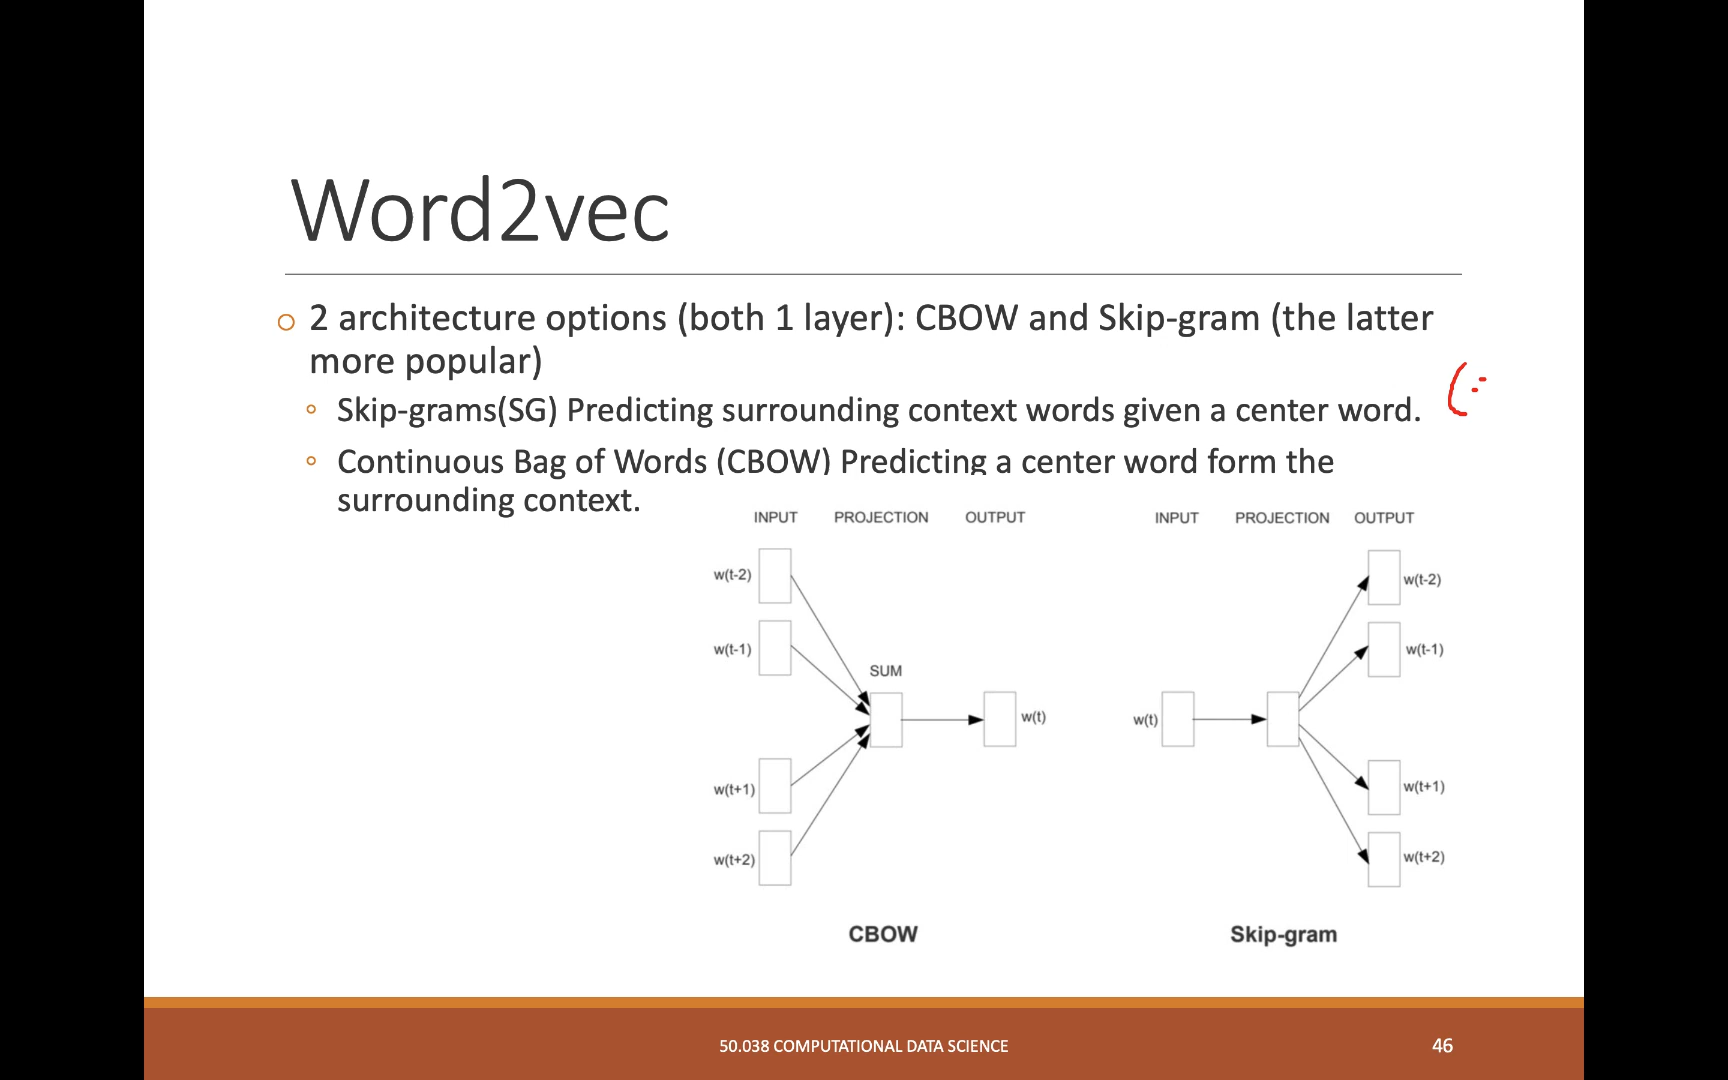 Word2vec
2 architecture options (both 1 layer): CBOW and Skip-gram (the latter
more popular)
Skip-grams(SG) Predicting surrounding context words given a center word.
Continuous Bag of Words (CBOW) Predicting a center word form the
surrounding context.
INPUT PROJECTION OUTPUT
w(t-2)
w(t-1)
SUM
w(t)
w(t+1)
w(t+2)
CBOW
INPUT PROJECTION OUTPUT
w(t-2)
w(t-1)
w(t)
w(t+1)
w(t+2)
Skip-gram
50.038 COMPUTATIONAL DATA SCIENCE
46